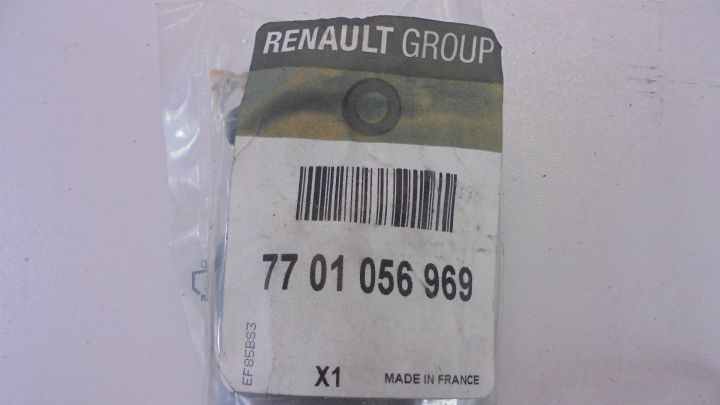 RENAULT GROUP
77 01 056 969
EF85BS3
X1
MADE IN FRANCE